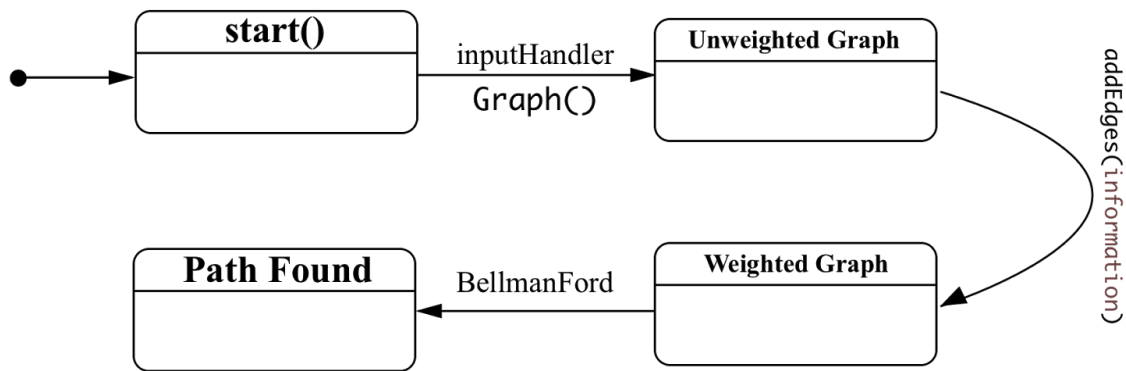 start()
inputHandler
Graph()
Unweighted Graph
addEdges(information)
Path Found
BellmanFord
Weighted Graph